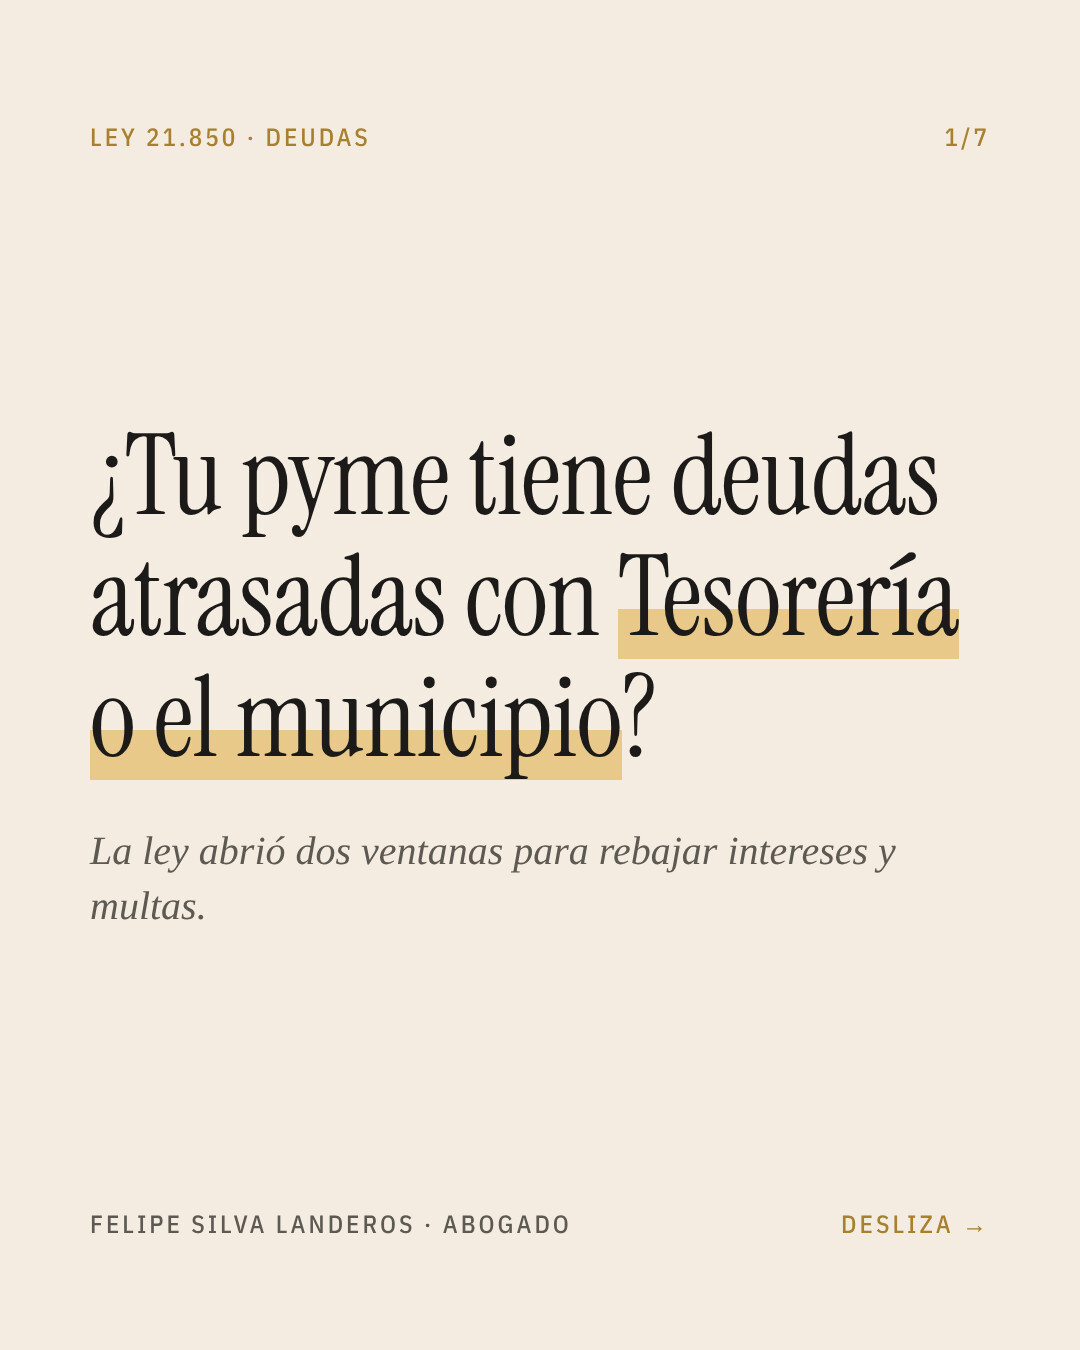 LEY 21.850 · DEUDAS
1/7
¿Tu pyme tiene deudas
atrasadas con Tesorería
o el municipio?
La ley abrió dos ventanas para rebajar intereses y
multas.
FELIPE SILVA LANDEROS · ABOGADO
DESLIZA →